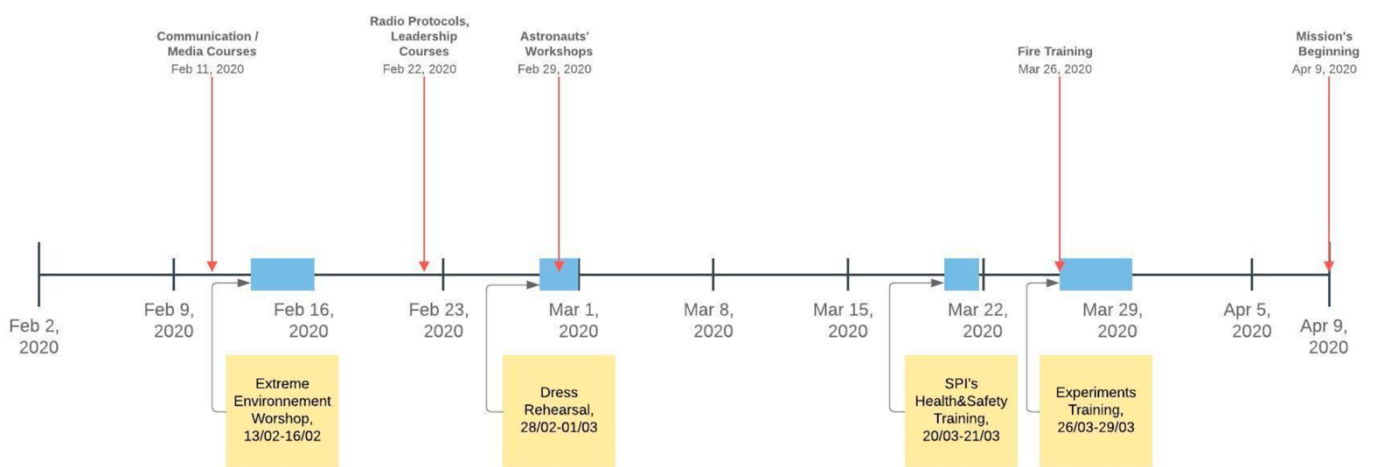 Communication /
Media Courses
Feb 11, 2020
Radio Protocols,
Leadership
Courses
Feb 22, 2020
Astronauts'
Workshops
Feb 29, 2020
Fire Training
Mar 26, 2020
Mission's
Beginning
Apr 9, 2020
Feb 2,
2020
Feb 9,
2020
Feb 16,
2020
Feb 23,
2020
Mar 1,
2020
Mar 8,
2020
Mar 15,
2020
Mar 22,
2020
Mar 29,
2020
Apr 5,
2020
Apr 9,
2020
Extreme
Environnement
Worshop,
13/02-16/02
Dress
Rehearsal,
28/02-01/03
SPI's
Health&Safety
Training,
20/03-21/03
Experiments
Training,
26/03-29/03